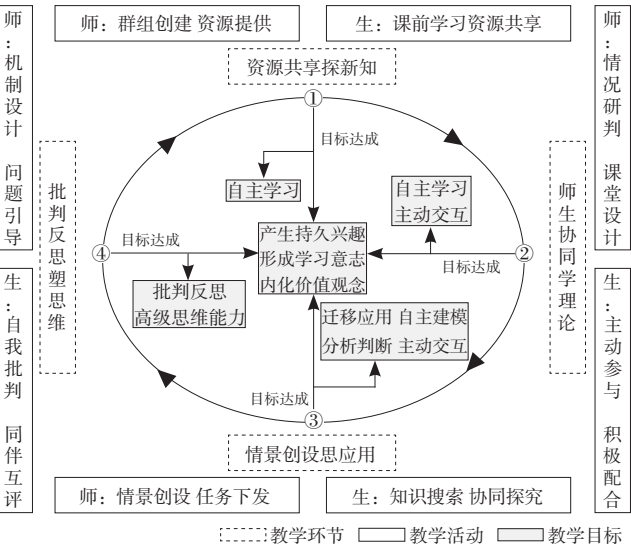 师：群组创建 资源提供
生：课前学习资源共享
师：机制设计 问题引导
师：情况研判 课堂设计
资源共享探新知
①
目标达成
自主学习
自主学习
主动交互
批判反思塑思维
师生协同学理论
④
目标达成
产生持久兴趣
形成学习意志
内化价值观念
②
目标达成
批判反思
高级思维能力
迁移应用 自主建模
分析判断 主动交互
生：自我批判 同伴互评
生：主动参与 积极配合
目标达成
③
情景创设思应用
师：情景创设 任务下发
生：知识搜索 协同探究
教学环节
教学活动
教学目标